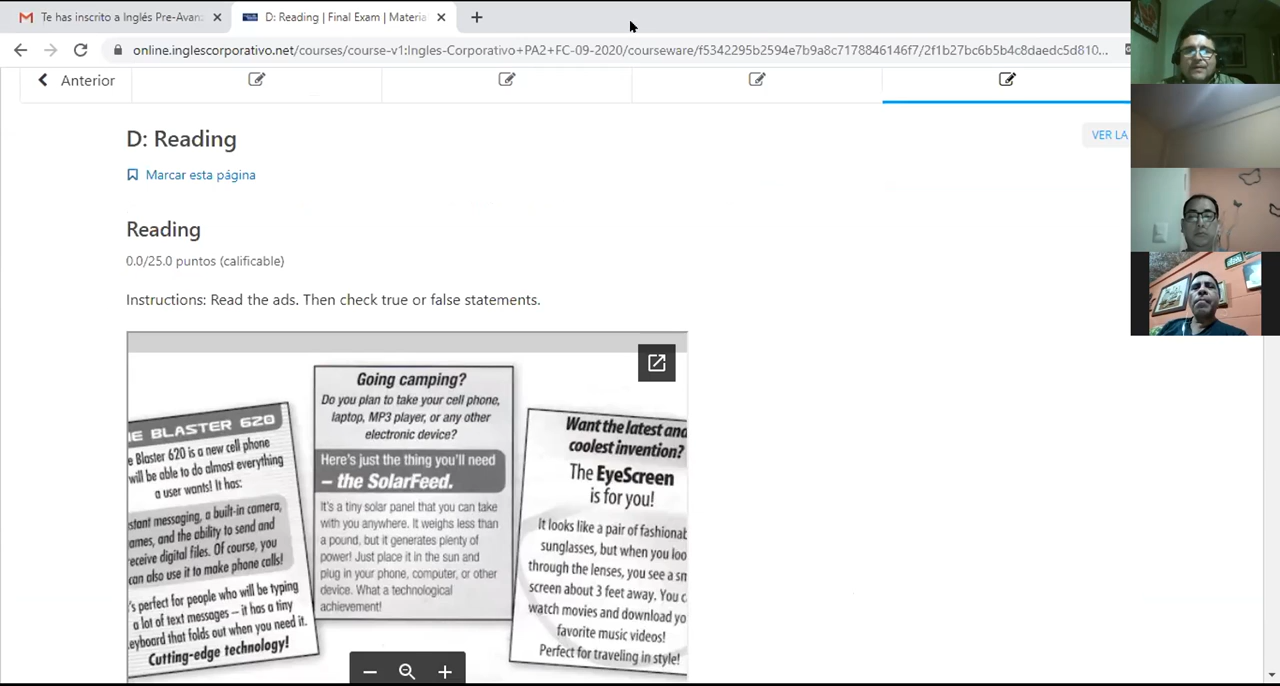 Te has inscrito a Inglés Pre-Avan
D: Reading | Final Exam | Materia
online.inglescorporativo.net/courses/course-v1:Ingles-Corporativo+PA2+FC-09-2020/courseware/f5342295b2594e7b9a8c7178846146f7/2f1b27bc6b5b4c8daedc5d810...
Anterior
D: Reading
VER LA
Marcar esta página
Reading
0.0/25.0 puntos (calificable)
Instructions: Read the ads. Then check true or false statements.
E BLASTER 620
e Blaster 620 is a new cell phone
will be able to do almost everything
a user wants! It has:
stant messaging, a built-in camera,
ames, and the ability to send and
eceive digital files. Of course, you
can also use it to make phone calls!
's perfect for people who will be typing
a lot of text messages – it has a tiny
eyboard that folds out when you need it.
Cutting-edge technology!
Going camping?
Do you plan to take your cell phone,
laptop, MP3 player, or any other
electronic device?
Here's just the thing you'll need
– the SolarFeed.
It's a tiny solar panel that you can take
with you anywhere. It weighs less than
a pound, but it generates plenty of
power! Just place it in the sun and
plug in your phone, computer, or other
device. What a technological
achievement!
Want the latest and
coolest invention?
The EyeScreen
is for you!
It looks like a pair of fashionab
sunglasses, but when you loo
through the lenses, you see a sm
screen about 3 feet away. You c
watch movies and download yo
favorite music videos!
Perfect for traveling in style!